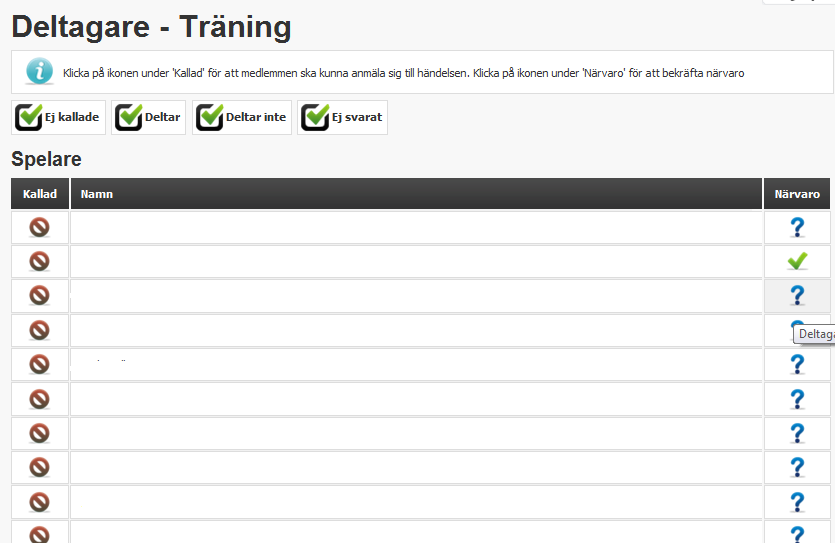 Deltagare - Träning
Klicka på ikonen under 'Kallad' för att medlemmen ska kunna anmäla sig till händelsen. Klicka på ikonen under 'Närvaro' för att bekräfta närvaro
Ej kallade Deltar Deltar inte Ej svarat
Spelare
Kallad Namn Närvaro